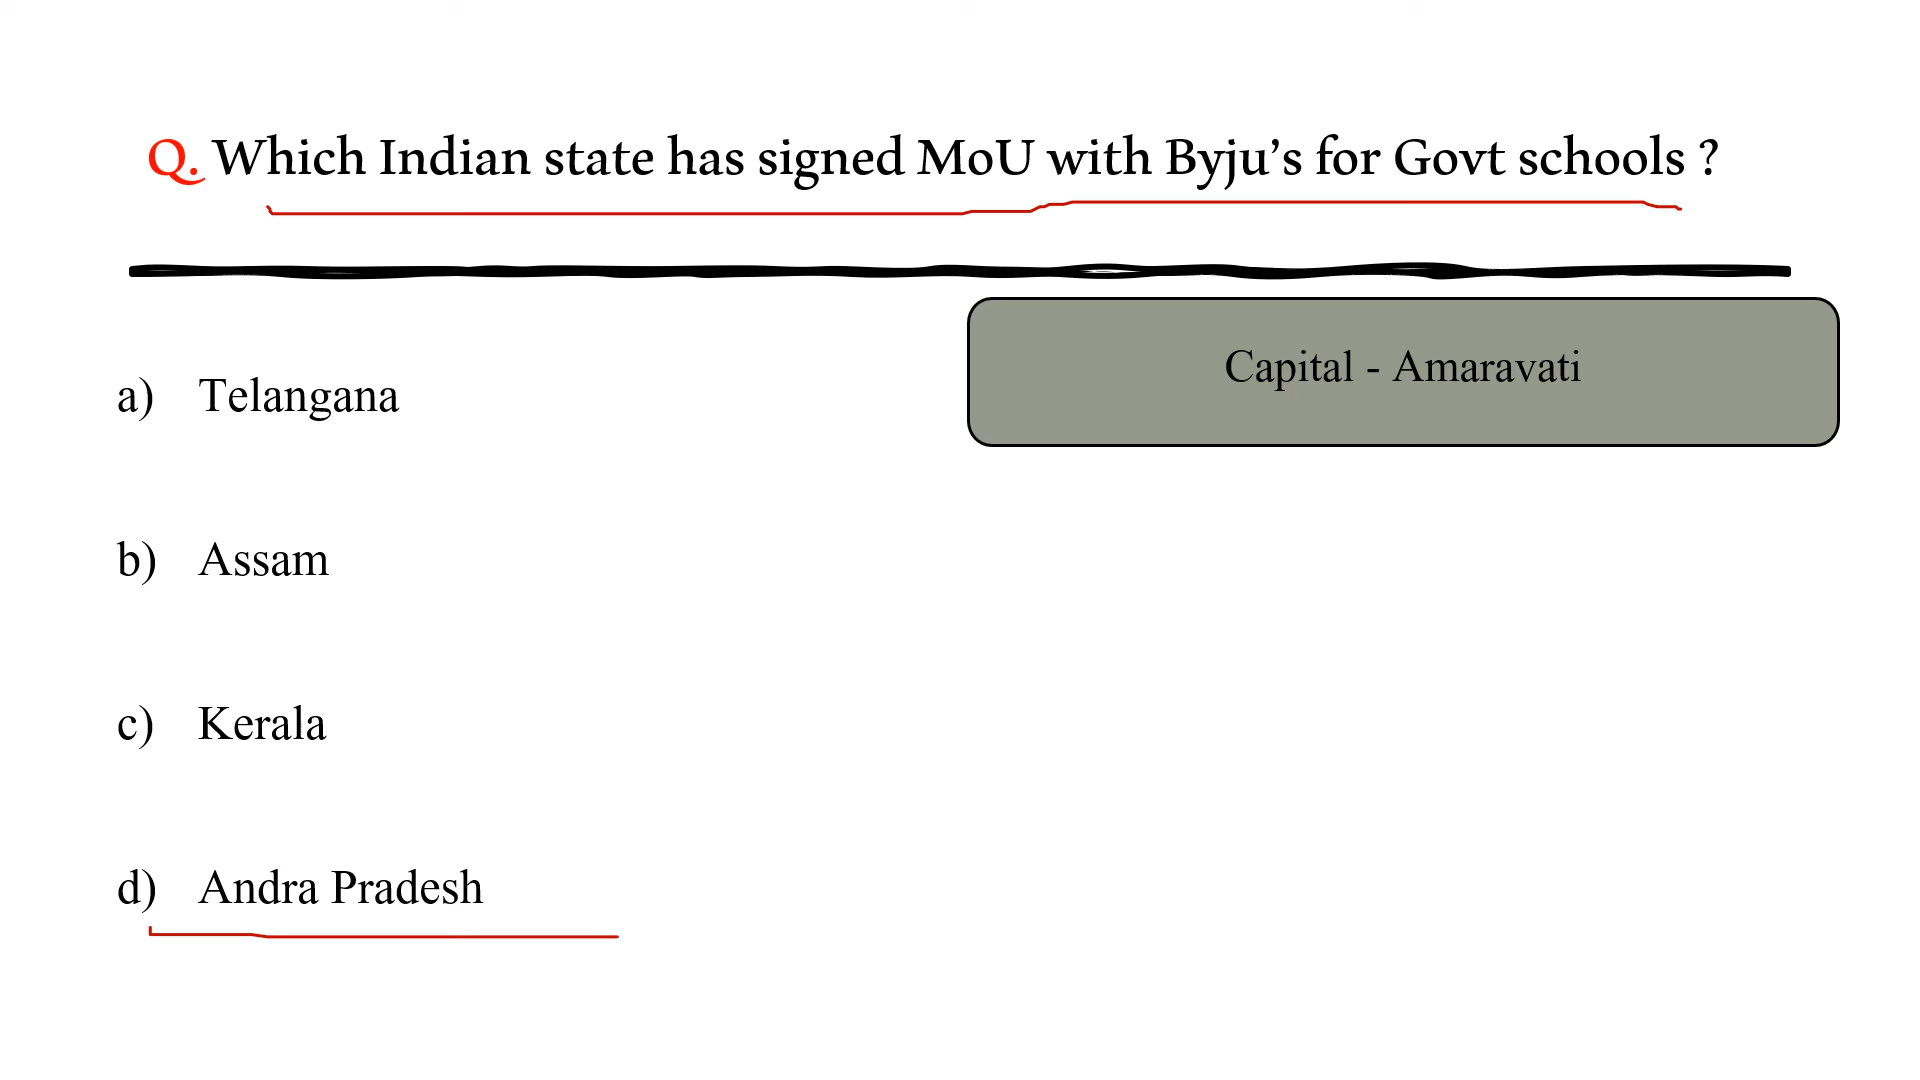 Q. Which Indian state has signed MoU with Byju’s for Govt schools ?
Capital - Amaravati
a) Telangana
b) Assam
c) Kerala
d) Andra Pradesh